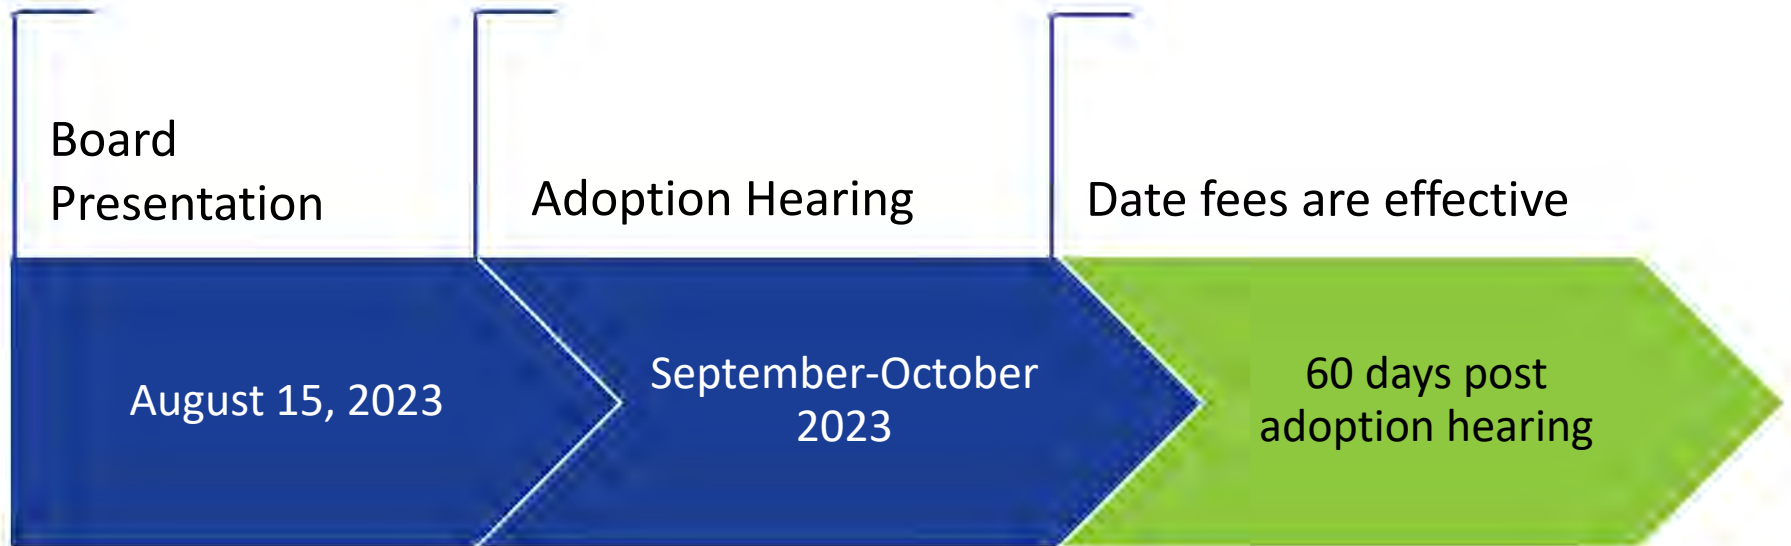 Board
Presentation
Adoption Hearing
Date fees are effective
August 15, 2023
September-October
2023
60 days post
adoption hearing